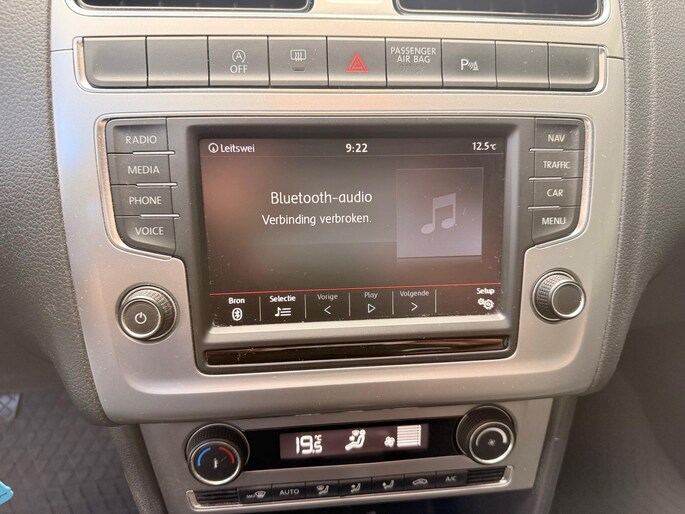 A OFF
PASSENGER AIR BAG
P
RADIO
MEDIA
PHONE
VOICE
NAV
TRAFFIC
CAR
MENU
Leitswei 9:22 12.5°C
Bluetooth-audio
Verbinding verbroken.
Bron Selectie Vorige Play Volgende Setup
19.5 °C
AUTO A/C